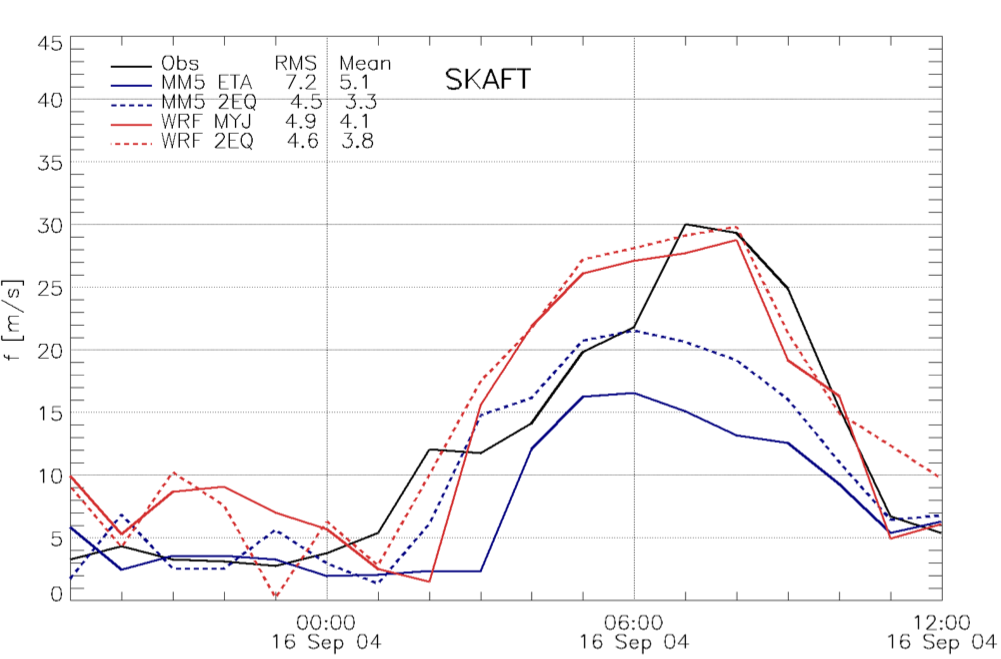 45
Obs RMS Mean
SKAFT
MM5 ETA 7.2 5.1
40
MM5 2EQ 4.5 3.3
WRF MYJ 4.9 4.1
WRF 2EQ 4.6 3.8
35
30
25
f [m/s]
20
15
10
5
0
00:00 06:00 12:00
16 Sep 04 16 Sep 04 16 Sep 04